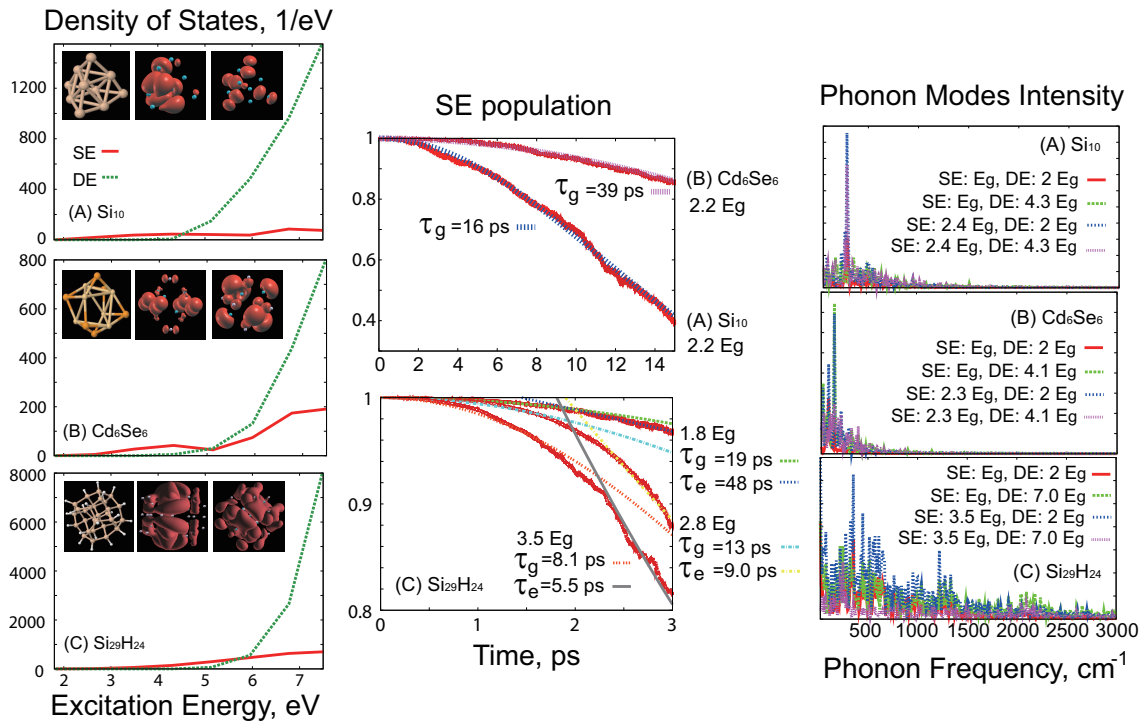 Density of States, 1/eV
1200
800
400
0
SE
DE
(A) Si10
800
600
400
200
0
(B) Cd6Se6
8000
6000
4000
2000
0
(C) Si29H24
2 3 4 5 6 7
Excitation Energy, eV
SE population
1
0.8
0.6
0.4
τg =39 ps
τg =16 ps
(B) Cd6Se6
2.2 Eg
(A) Si10
2.2 Eg
0 2 4 6 8 10 12 14
1
0.9
0.8
1.8 Eg
τg =19 ps
τe =48 ps
2.8 Eg
τg =13 ps
τe =9.0 ps
3.5 Eg
τg =8.1 ps
τe =5.5 ps
(C) Si29H24
0 1 2 3
Time, ps
Phonon Modes Intensity
(A) Si10
SE: Eg, DE: 2 Eg
SE: Eg, DE: 4.3 Eg
SE: 2.4 Eg, DE: 2 Eg
SE: 2.4 Eg, DE: 4.3 Eg
(B) Cd6Se6
SE: Eg, DE: 2 Eg
SE: Eg, DE: 4.1 Eg
SE: 2.3 Eg, DE: 2 Eg
SE: 2.3 Eg, DE: 4.1 Eg
SE: Eg, DE: 2 Eg
SE: Eg, DE: 7.0 Eg
SE: 3.5 Eg, DE: 2 Eg
SE: 3.5 Eg, DE: 7.0 Eg
(C) Si29H24
500 1000 1500 2000 2500 3000
Phonon Frequency, cm-1